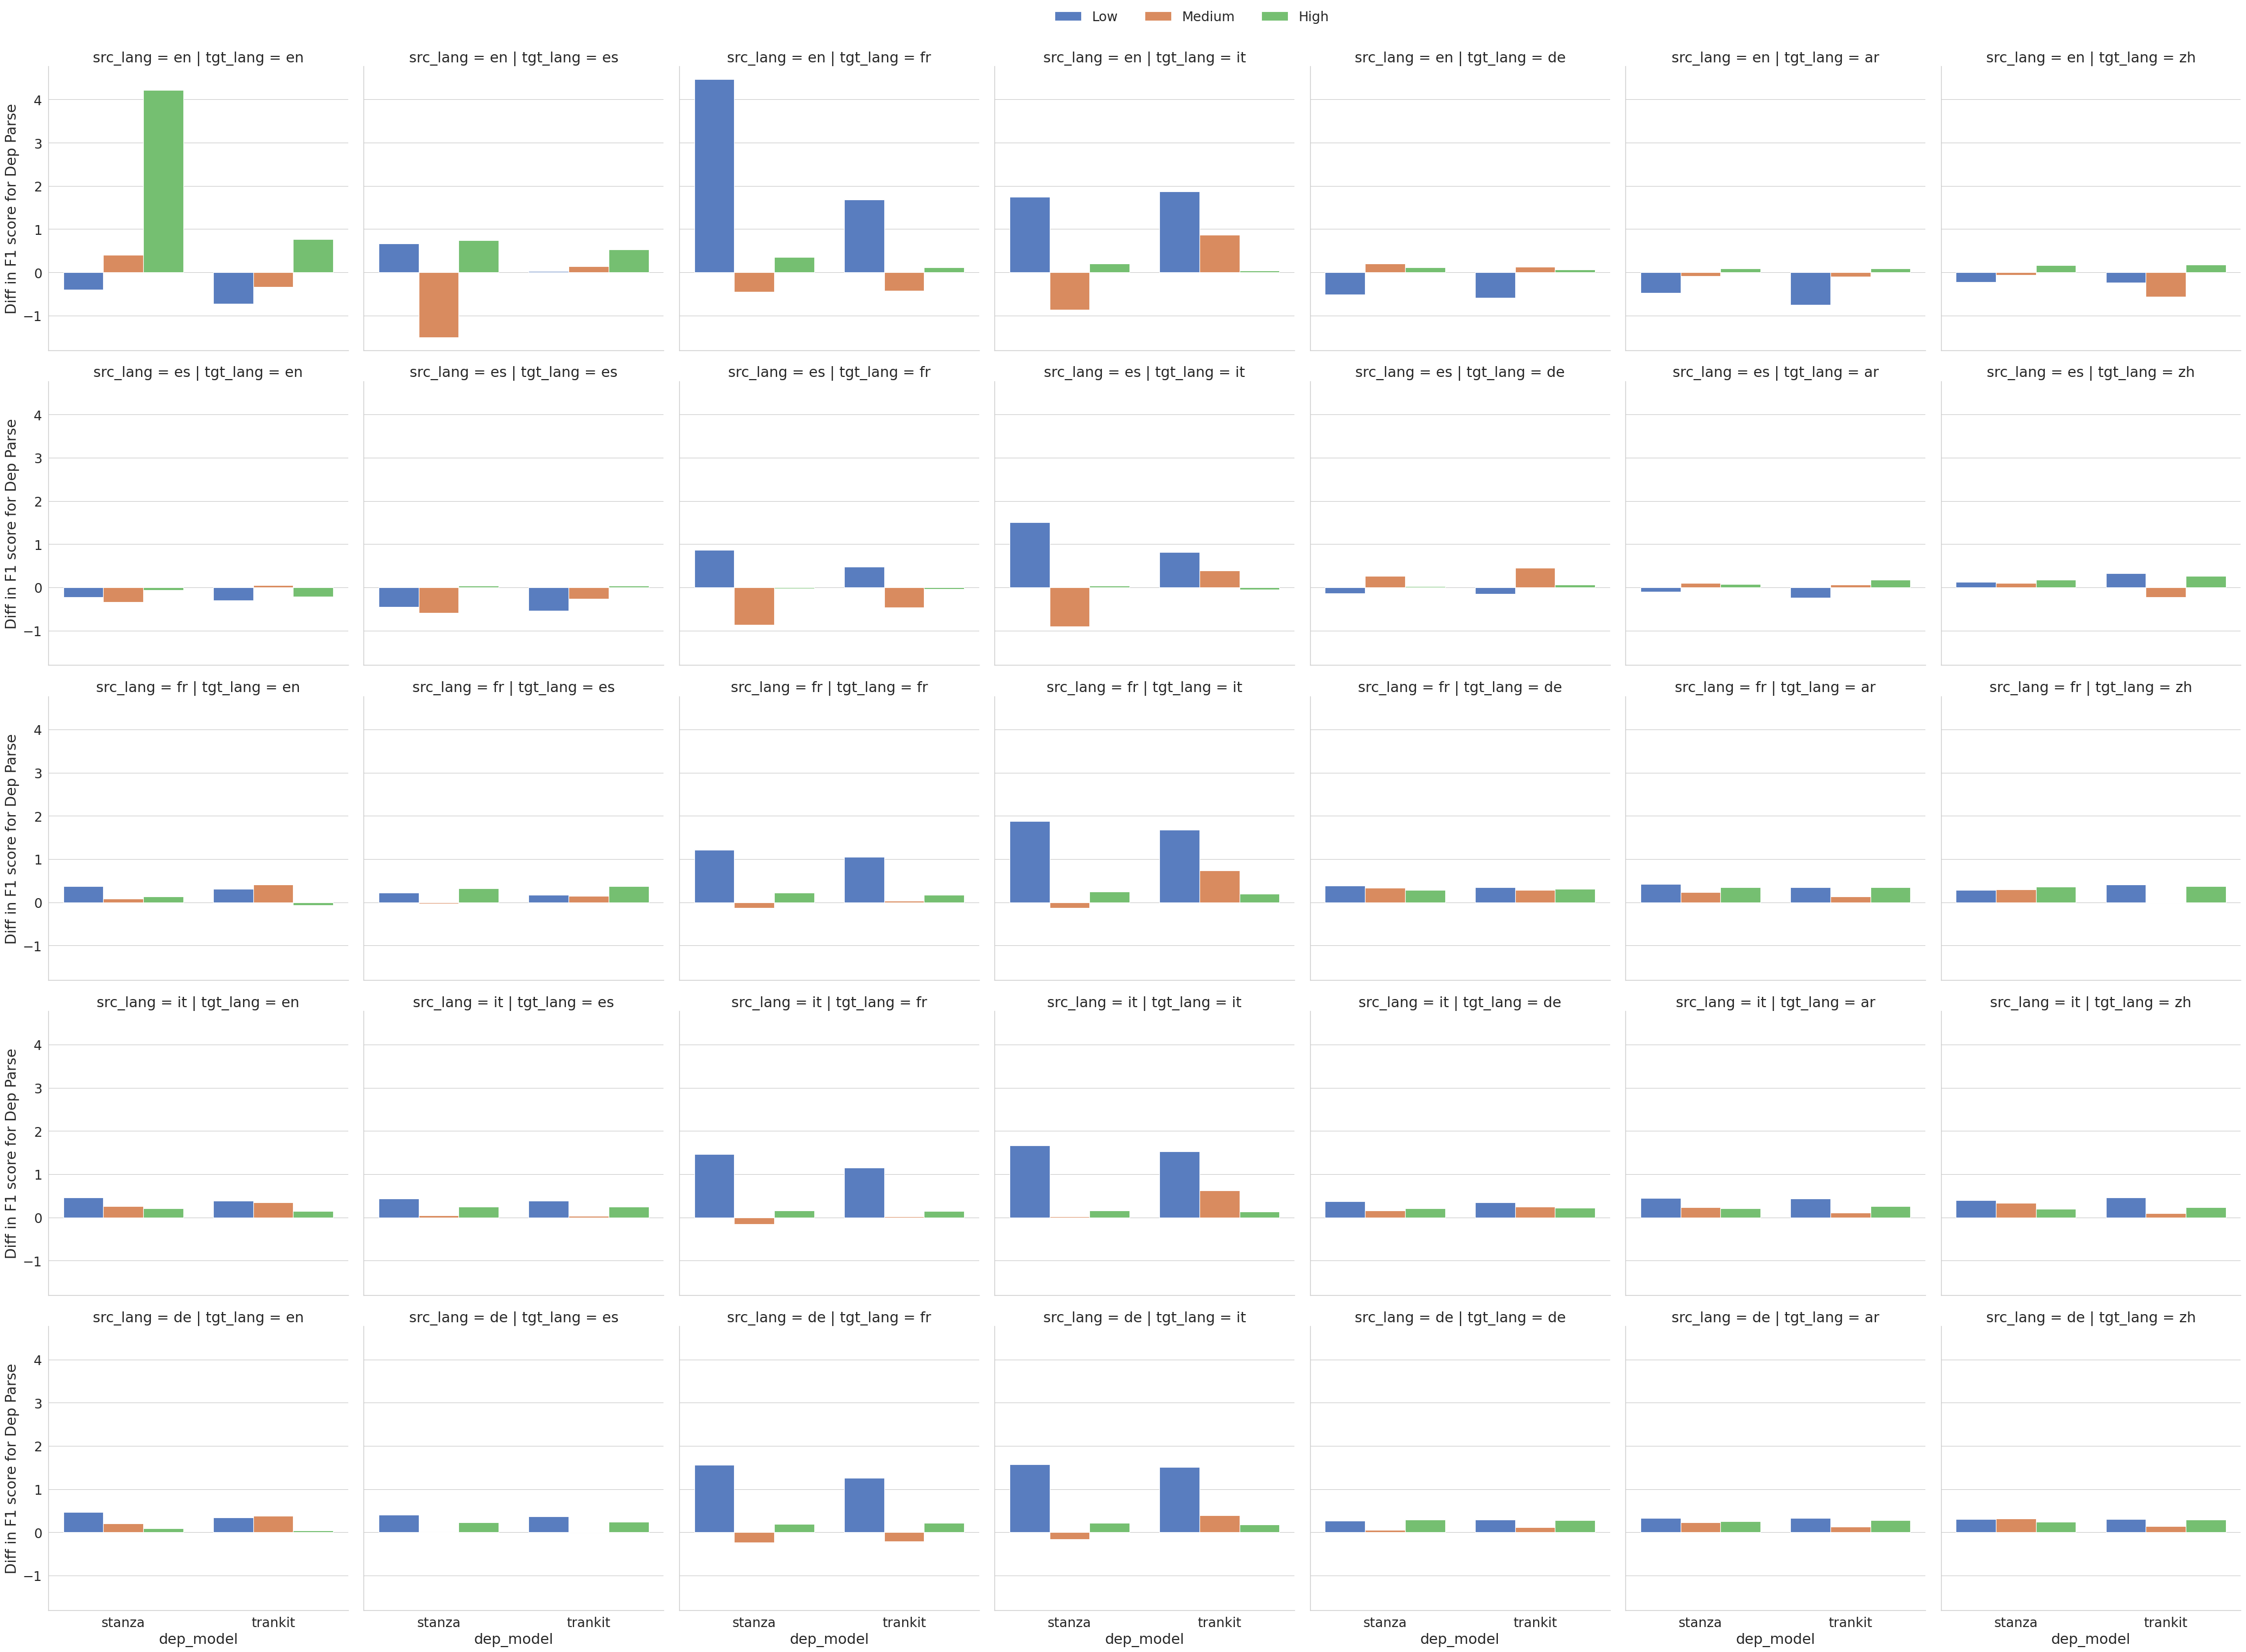 Low Medium High
src_lang = en | tgt_lang = en src_lang = en | tgt_lang = es src_lang = en | tgt_lang = fr src_lang = en | tgt_lang = it src_lang = en | tgt_lang = de src_lang = en | tgt_lang = ar src_lang = en | tgt_lang = zh
Diff in F1 score for Dep Parse
4
3
2
1
0
−1
src_lang = es | tgt_lang = en src_lang = es | tgt_lang = es src_lang = es | tgt_lang = fr src_lang = es | tgt_lang = it src_lang = es | tgt_lang = de src_lang = es | tgt_lang = ar src_lang = es | tgt_lang = zh
Diff in F1 score for Dep Parse
4
3
2
1
0
−1
src_lang = fr | tgt_lang = en src_lang = fr | tgt_lang = es src_lang = fr | tgt_lang = fr src_lang = fr | tgt_lang = it src_lang = fr | tgt_lang = de src_lang = fr | tgt_lang = ar src_lang = fr | tgt_lang = zh
Diff in F1 score for Dep Parse
4
3
2
1
0
−1
src_lang = it | tgt_lang = en src_lang = it | tgt_lang = es src_lang = it | tgt_lang = fr src_lang = it | tgt_lang = it src_lang = it | tgt_lang = de src_lang = it | tgt_lang = ar src_lang = it | tgt_lang = zh
Diff in F1 score for Dep Parse
4
3
2
1
0
−1
src_lang = de | tgt_lang = en src_lang = de | tgt_lang = es src_lang = de | tgt_lang = fr src_lang = de | tgt_lang = it src_lang = de | tgt_lang = de src_lang = de | tgt_lang = ar src_lang = de | tgt_lang = zh
Diff in F1 score for Dep Parse
4
3
2
1
0
−1
stanza trankit stanza trankit stanza trankit stanza trankit stanza trankit stanza trankit stanza trankit
dep_model dep_model dep_model dep_model dep_model dep_model dep_model